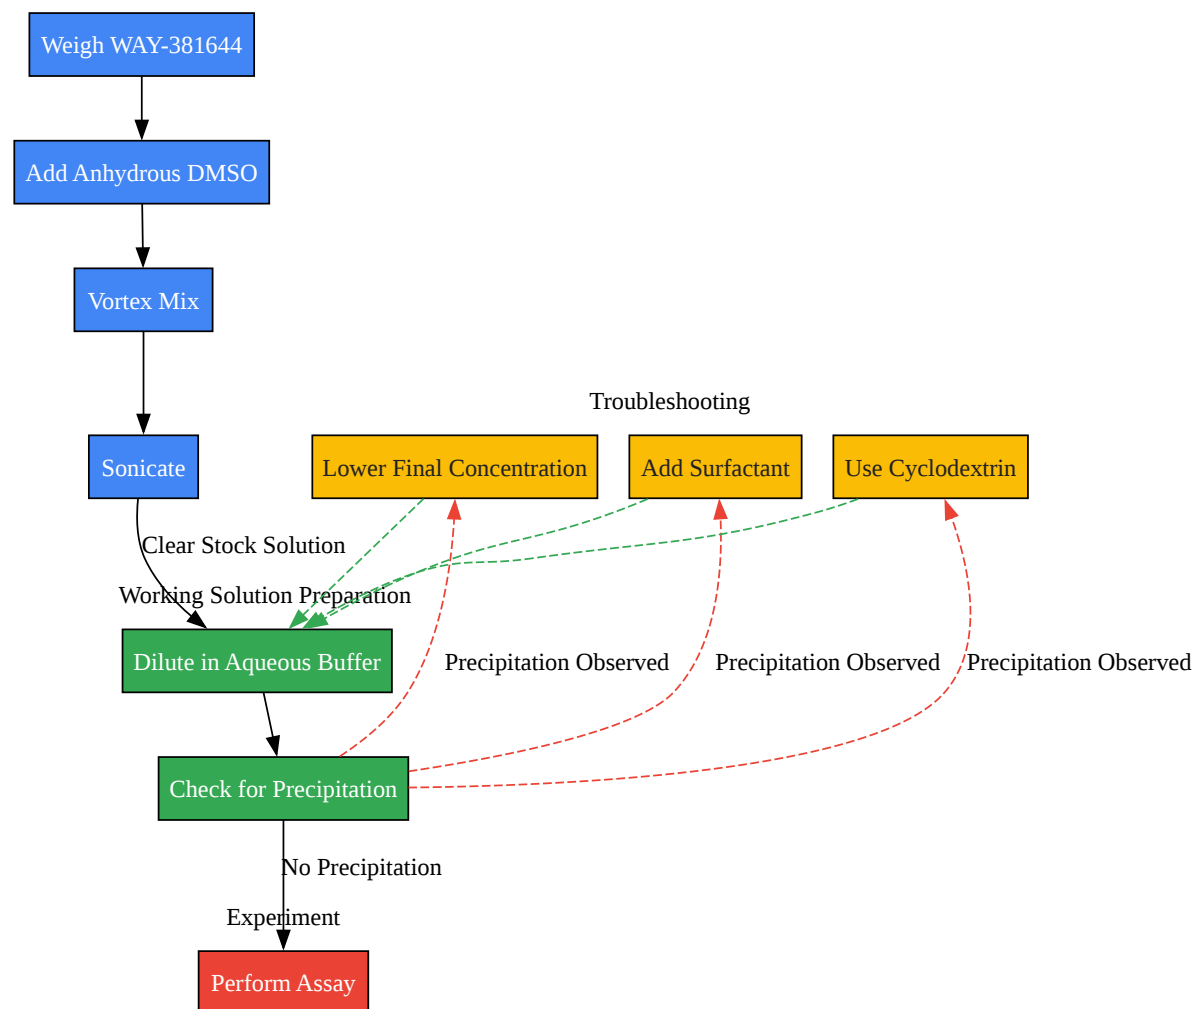 Weigh WAY-381644
Add Anhydrous DMSO
Vortex Mix
Troubleshooting
Sonicate
Lower Final Concentration
Add Surfactant
Use Cyclodextrin
Clear Stock Solution
Working Solution Preparation
Dilute in Aqueous Buffer
Precipitation Observed
Precipitation Observed
Precipitation Observed
Check for Precipitation
No Precipitation
Experiment
Perform Assay